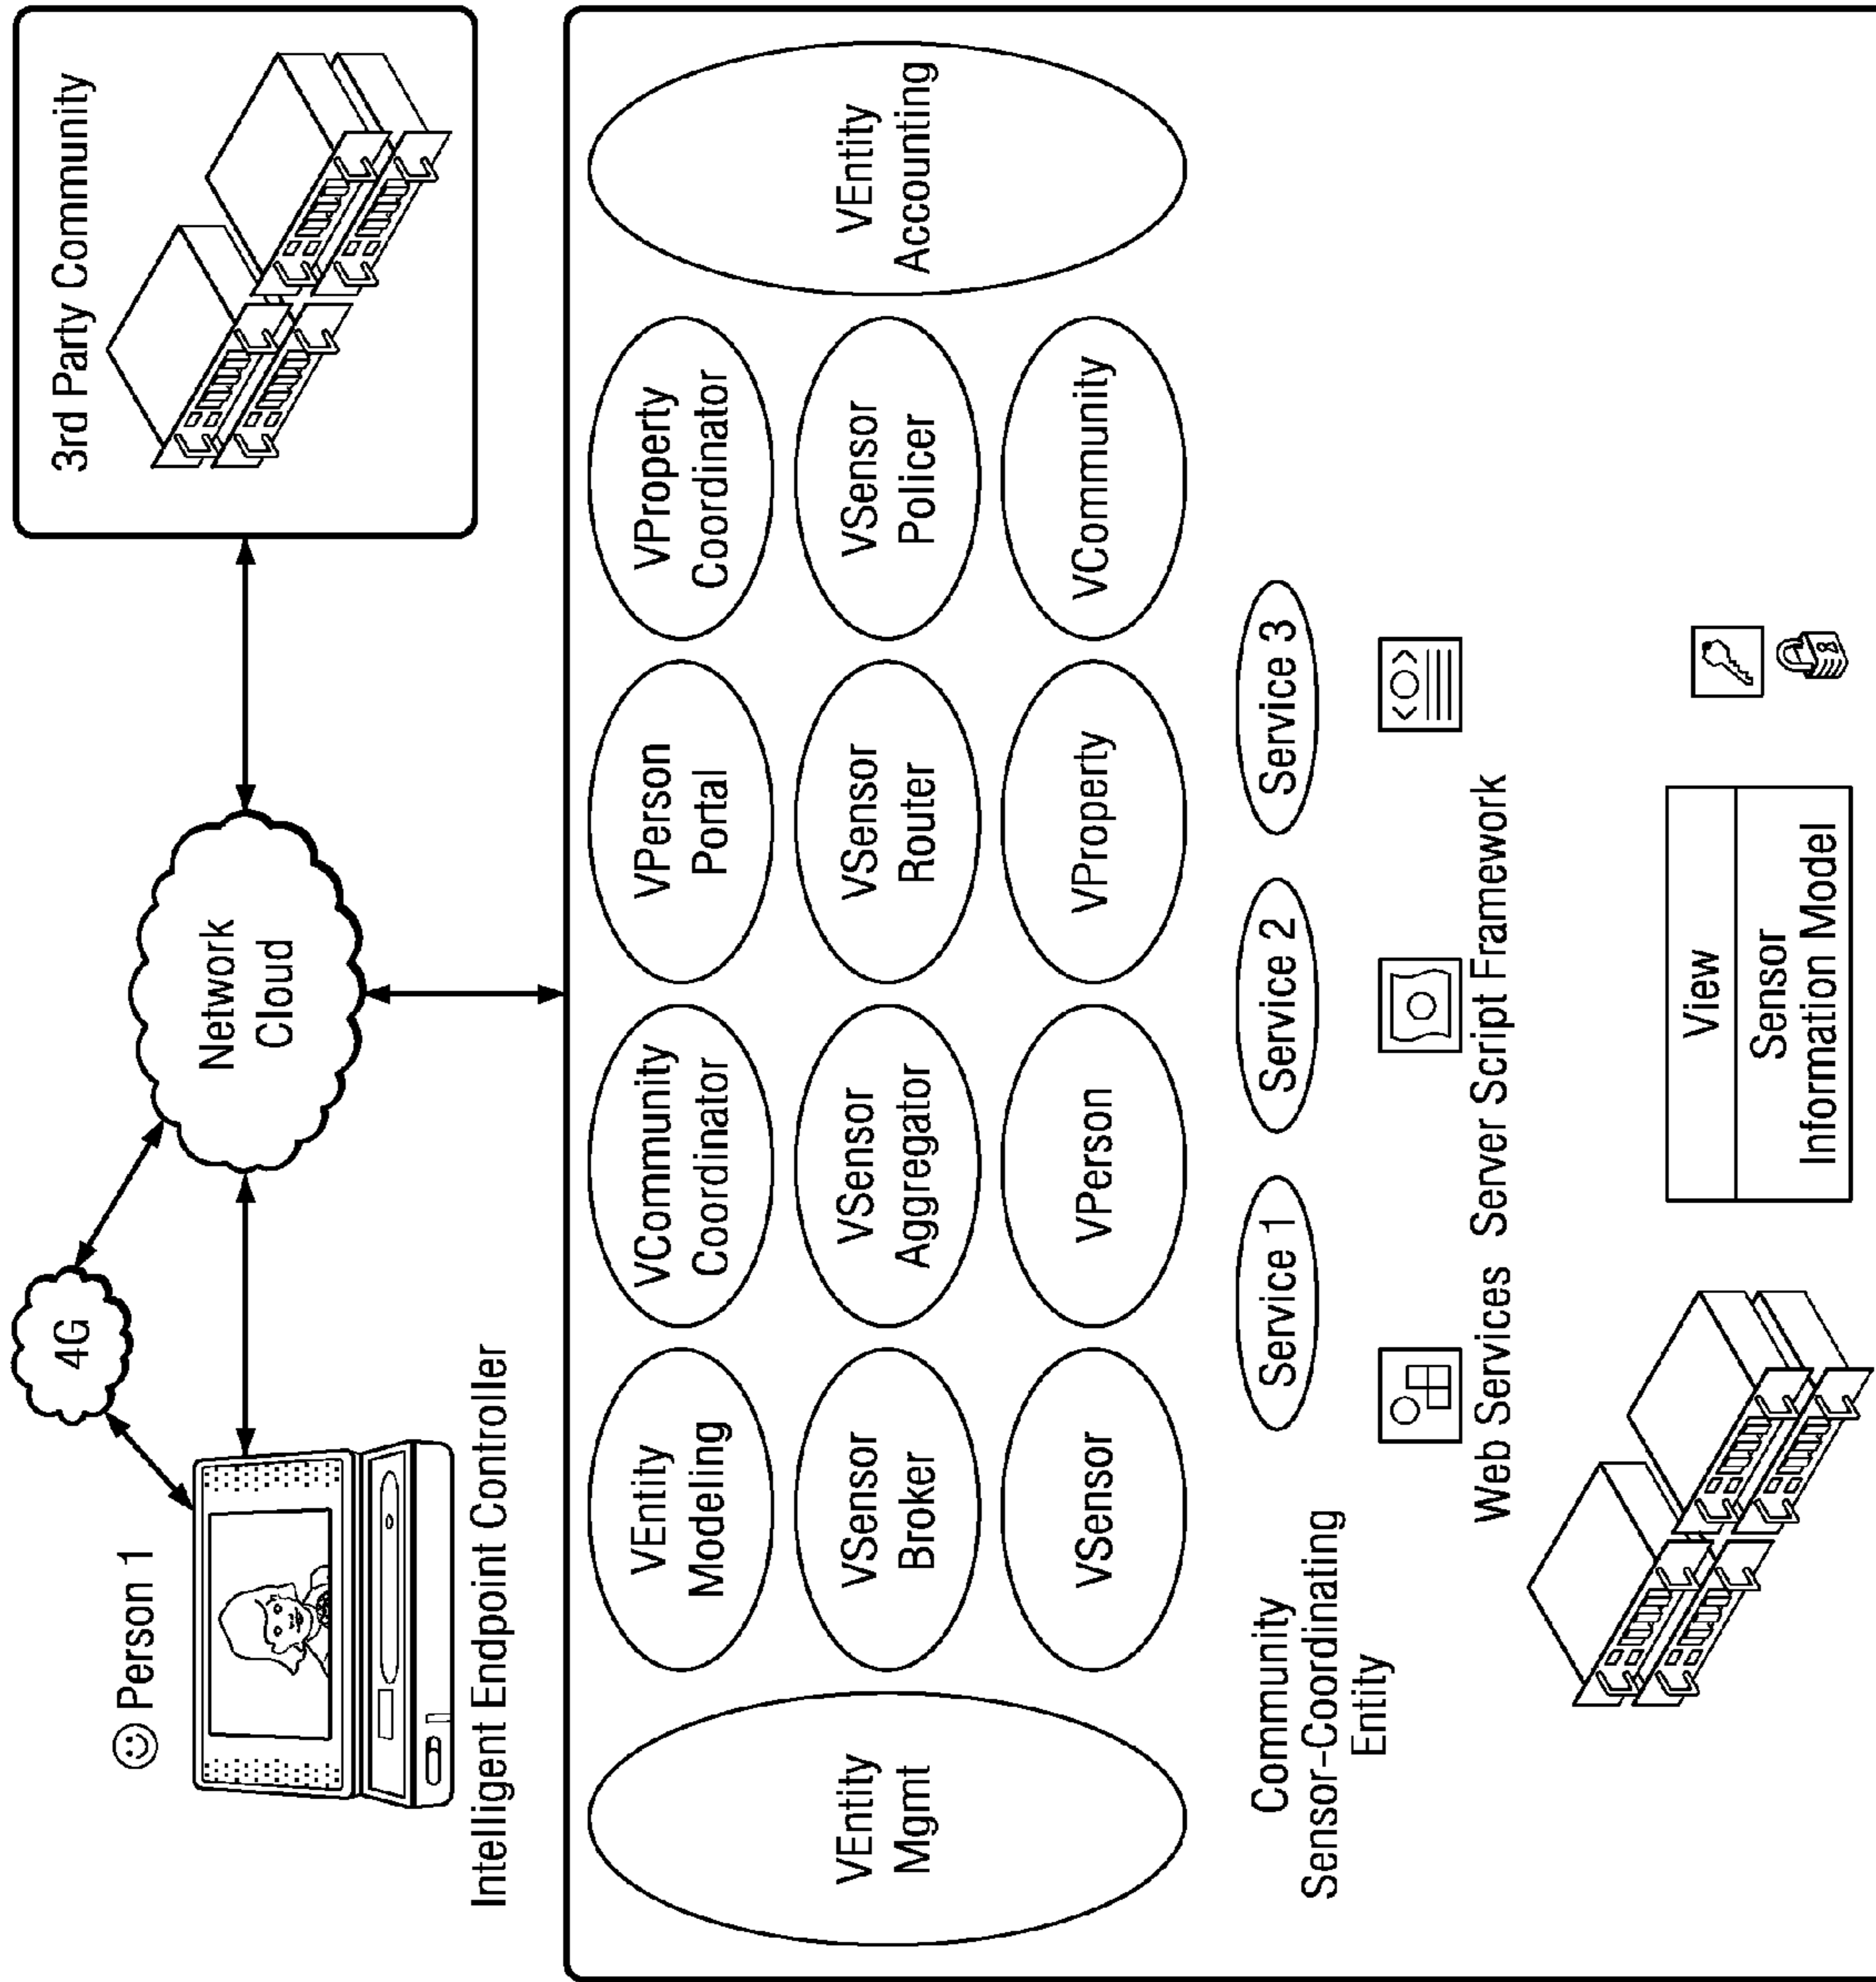 Person 1
4G
Intelligent Endpoint Controller
Network
Cloud
3rd Party Community
VEntity
Mgmt
VEntity
Modeling
VCommunity
Coordinator
VPerson
Portal
VProperty
Coordinator
VEntity
Accounting
VSensor
Broker
VSensor
Aggregator
VSensor
Router
VSensor
Policer
VSensor
VPerson
VProperty
VCommunity
Community
Sensor-Coordinating
Entity
Service 1
Service 2
Service 3
Web Services
Server Script Framework
View
Sensor
Information Model